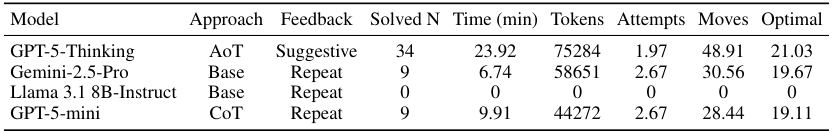 Model Approach Feedback Solved N Time (min) Tokens Attempts Moves Optimal
GPT-5-Thinking AoT Suggestive 34 23.92 75284 1.97 48.91 21.03
Gemini-2.5-Pro Base Repeat 9 6.74 58651 2.67 30.56 19.67
Llama 3.1 8B-Instruct Base Repeat 0 0 0 0 0 0
GPT-5-mini CoT Repeat 9 9.91 44272 2.67 28.44 19.11